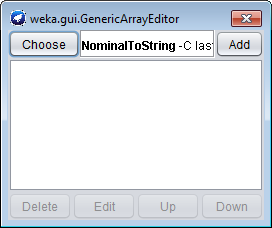 weka.gui.GenericArrayEditor
Choose NominalToString -C las Add
Delete Edit Up Down